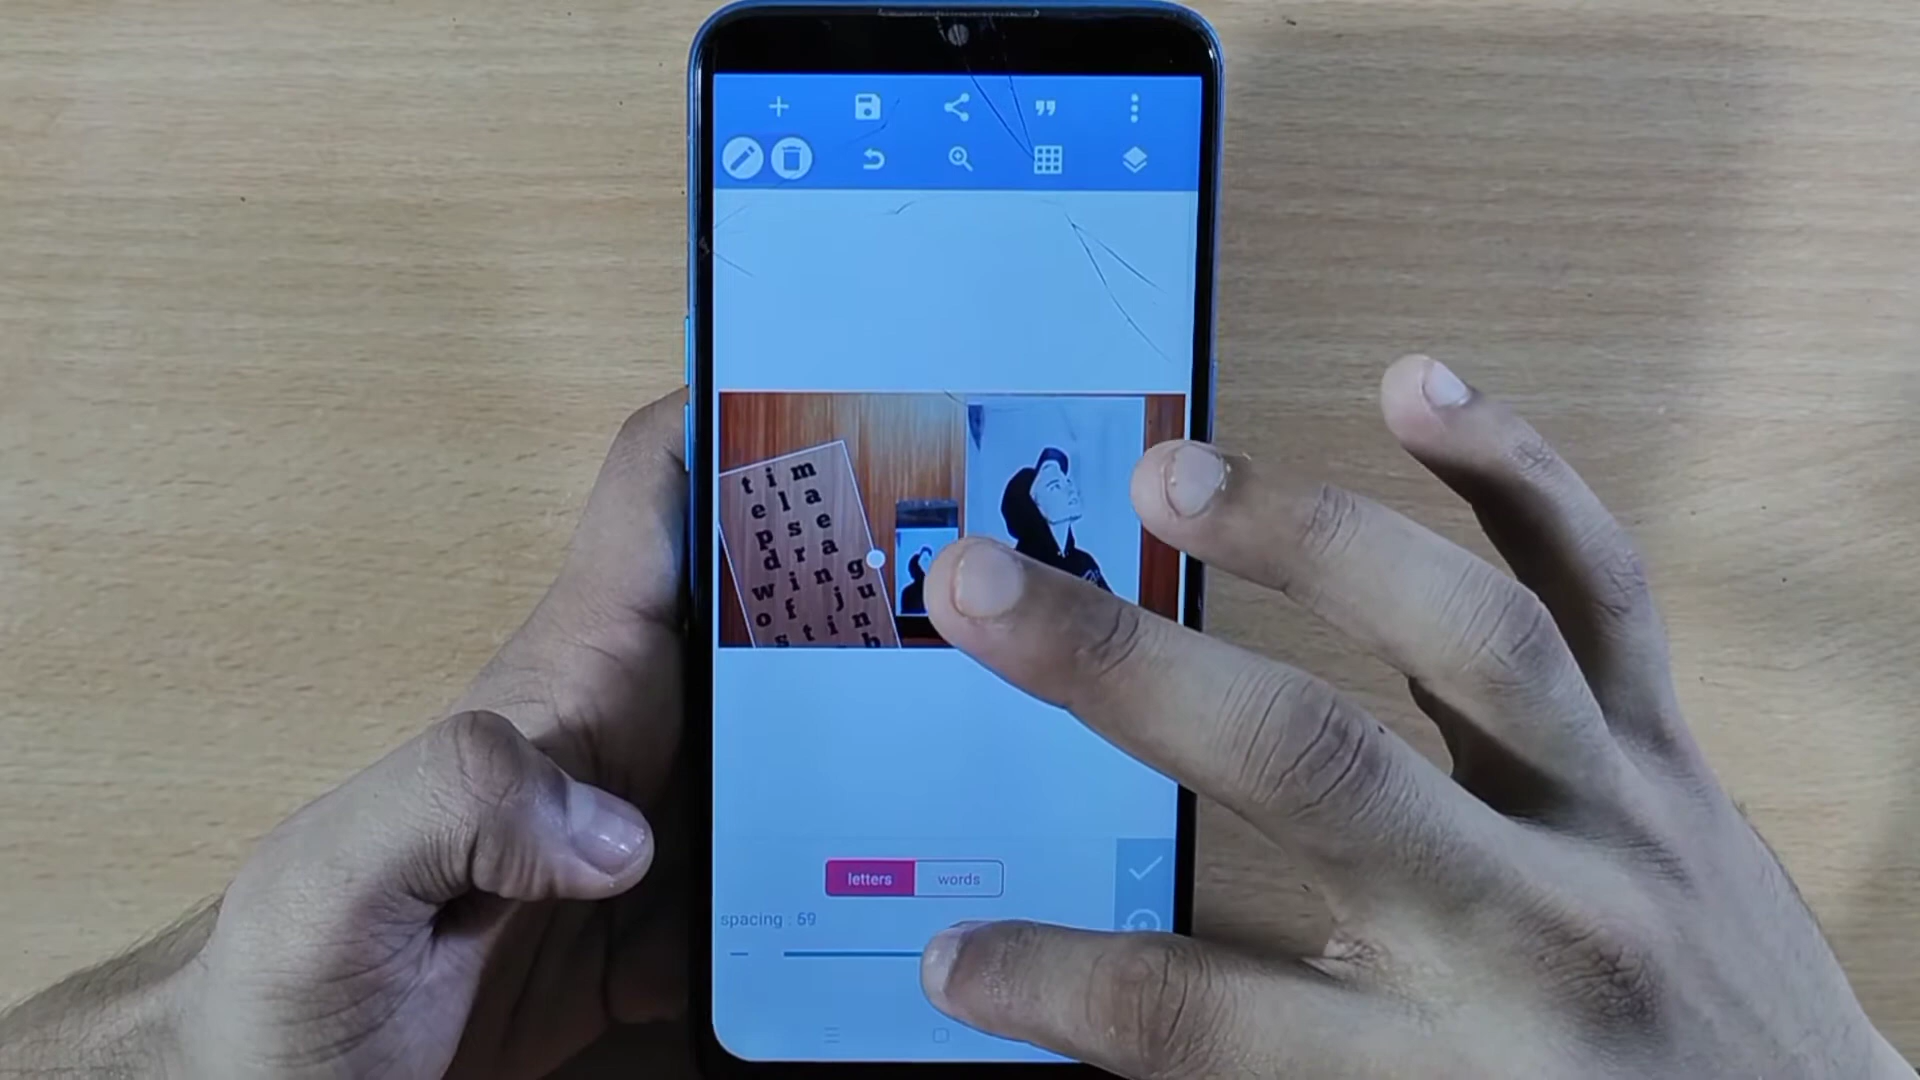 t i m
e l a
p s e
d r a
w i n g
o f j u
s t i n
b
letters words
spacing : 59